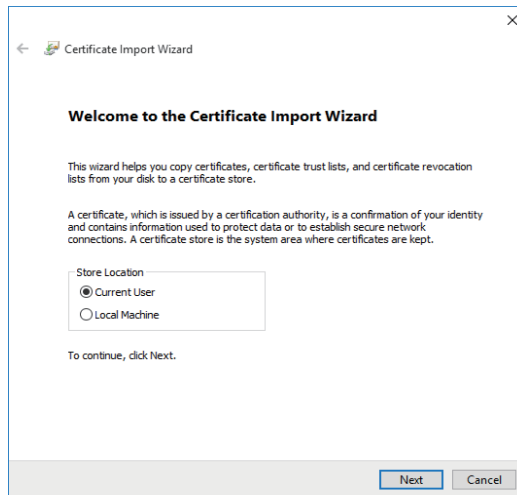 Certificate Import Wizard
Welcome to the Certificate Import Wizard
This wizard helps you copy certificates, certificate trust lists, and certificate revocation
lists from your disk to a certificate store.
A certificate, which is issued by a certification authority, is a confirmation of your identity
and contains information used to protect data or to establish secure network
connections. A certificate store is the system area where certificates are kept.
Store Location
Current User
Local Machine
To continue, click Next.
Next
Cancel